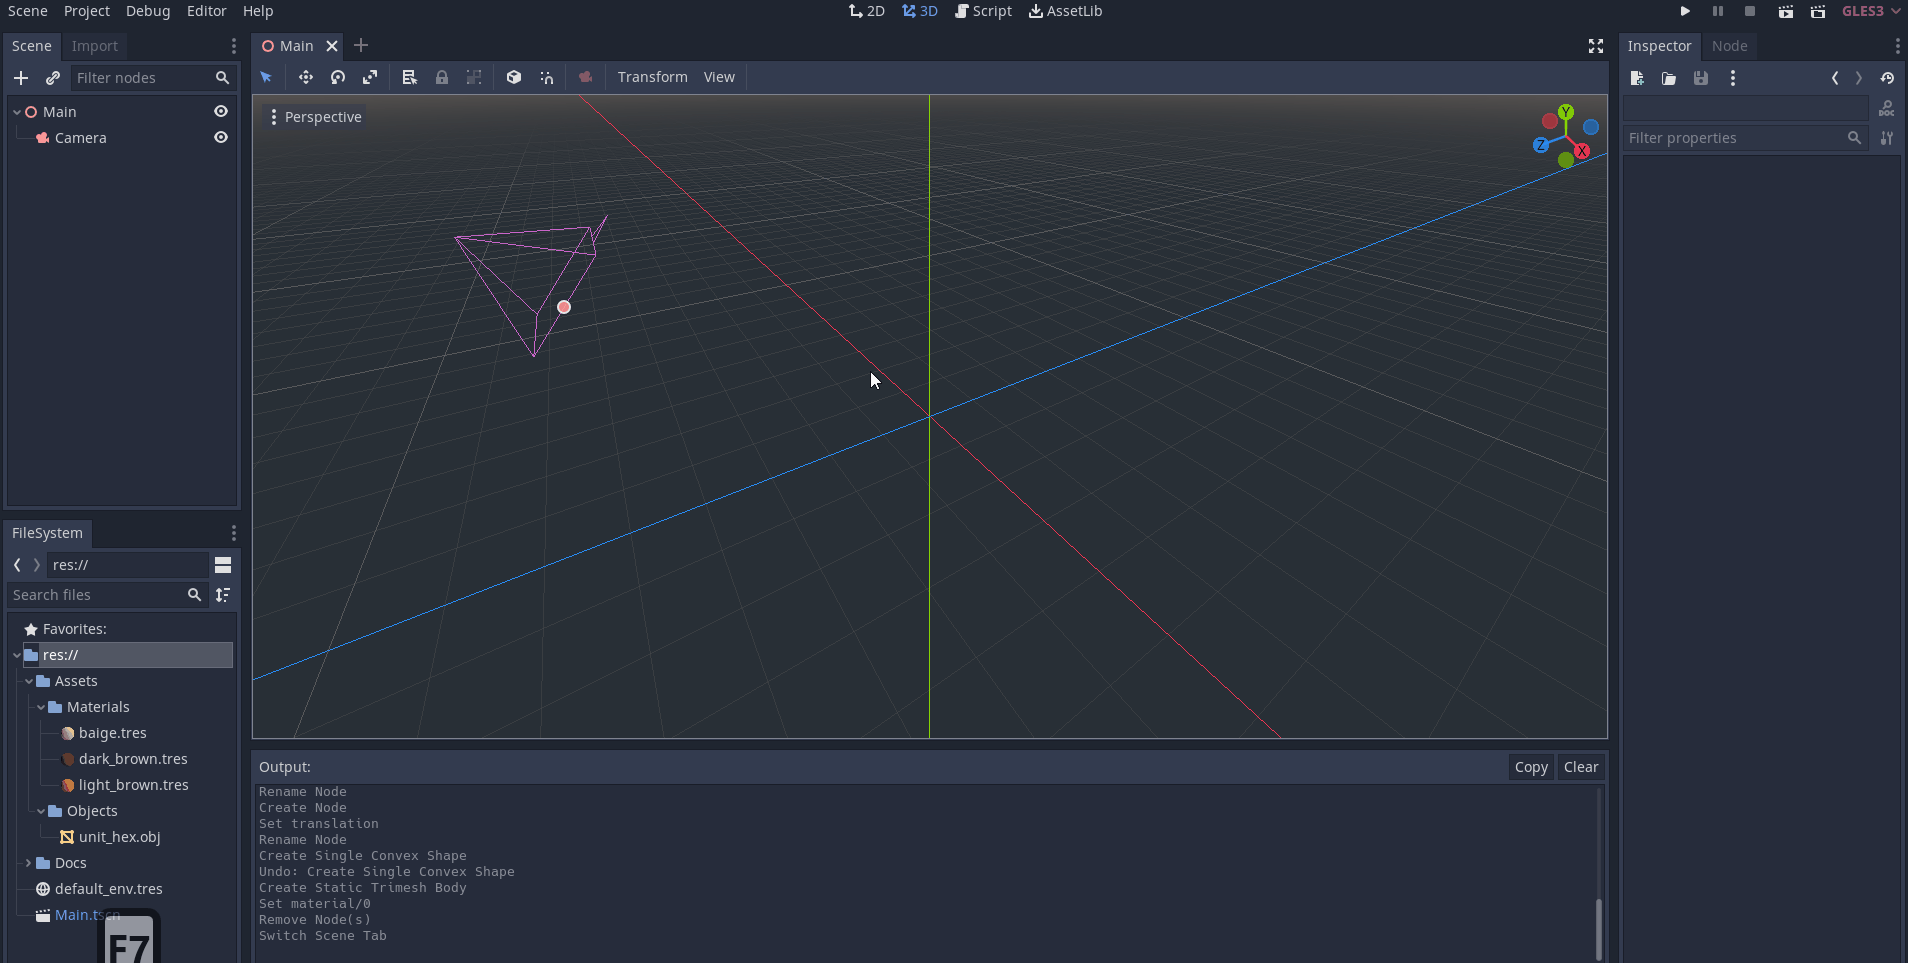 Scene Project Debug Editor Help 2D 3D Script AssetLib GLES3
Scene Import
Filter nodes
Main
Camera
Main
Transform View
Perspective
Y
Z
X
Inspector Node
DOC
Filter properties
FileSystem
res://
Search files
Favorites:
res://
Assets
Materials
baige.tres
dark_brown.tres
light_brown.tres
Objects
unit_hex.obj
Docs
default_env.tres
Main.tscn
F7
Output: Copy Clear
Rename Node
Create Node
Set translation
Rename Node
Create Single Convex Shape
Undo: Create Single Convex Shape
Create Static Trimesh Body
Set material/0
Remove Node(s)
Switch Scene Tab